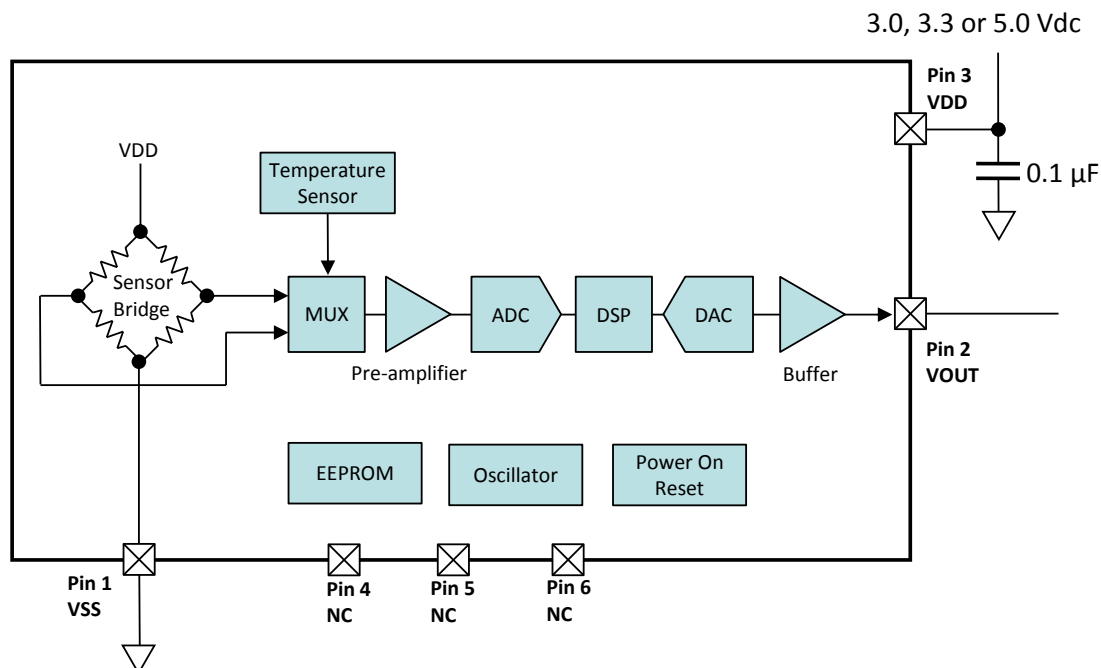 3.0, 3.3 or 5.0 Vdc
Pin 3
VDD
0.1 µF
VDD
Temperature
Sensor
Sensor
Bridge
MUX
ADC
DSP
DAC
Pre-amplifier
Buffer
Pin 2
VOUT
EEPROM
Oscillator
Power On
Reset
Pin 1
VSS
Pin 4
NC
Pin 5
NC
Pin 6
NC